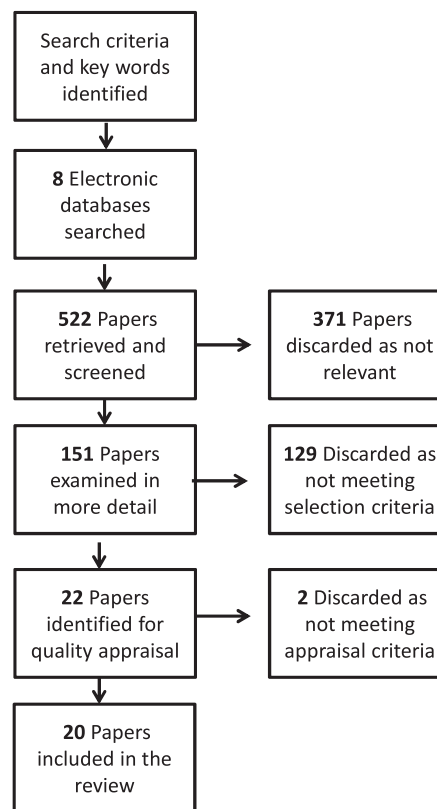 Search criteria
and key words
identified
8 Electronic
databases
searched
522 Papers
retrieved and
screened
371 Papers
discarded as not
relevant
151 Papers
examined in
more detail
129 Discarded as
not meeting
selection criteria
22 Papers
identified for
quality appraisal
2 Discarded as
not meeting
appraisal criteria
20 Papers
included in the
review